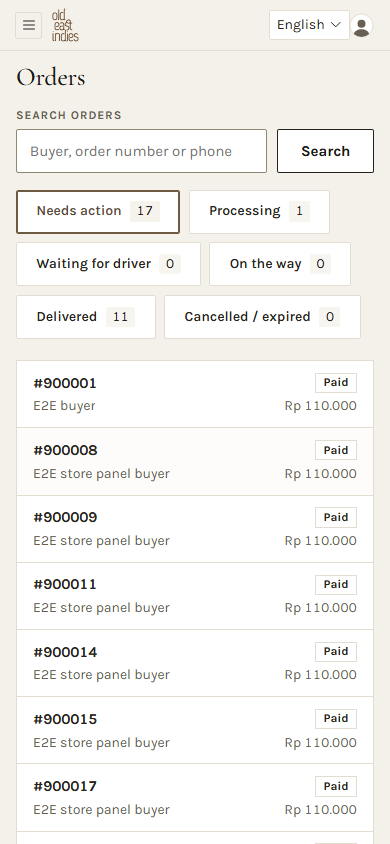 old
east
indies
English
Orders
SEARCH ORDERS
Buyer, order number or phone
Search
Needs action 17
Processing 1
Waiting for driver 0
On the way 0
Delivered 11
Cancelled / expired 0
#900001 Paid
E2E buyer Rp 110.000
#900008 Paid
E2E store panel buyer Rp 110.000
#900009 Paid
E2E store panel buyer Rp 110.000
#900011 Paid
E2E store panel buyer Rp 110.000
#900014 Paid
E2E store panel buyer Rp 110.000
#900015 Paid
E2E store panel buyer Rp 110.000
#900017 Paid
E2E store panel buyer Rp 110.000